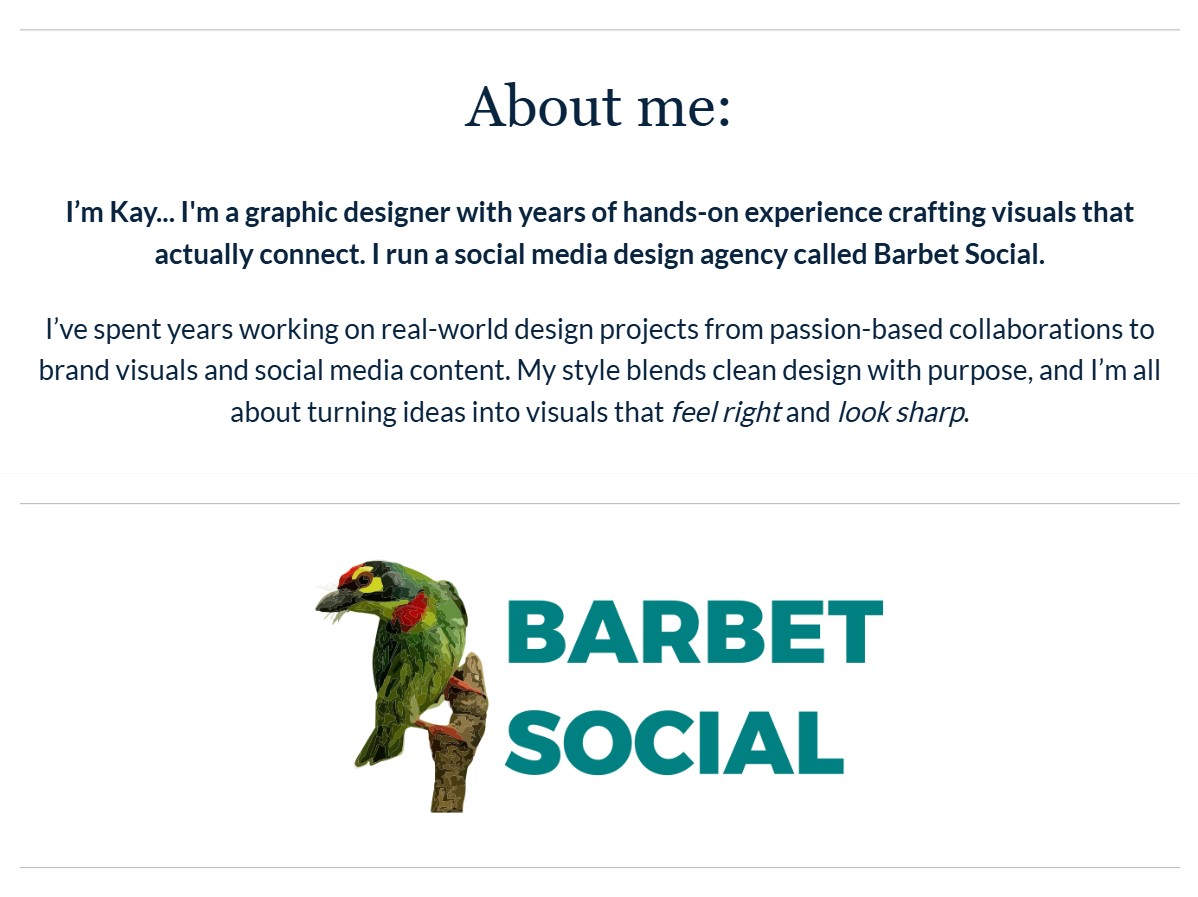 About me:
I’m Kay... I'm a graphic designer with years of hands-on experience crafting visuals that
actually connect. I run a social media design agency called Barbet Social.
I’ve spent years working on real-world design projects from passion-based collaborations to
brand visuals and social media content. My style blends clean design with purpose, and I’m all
about turning ideas into visuals that feel right and look sharp.
BARBET
SOCIAL